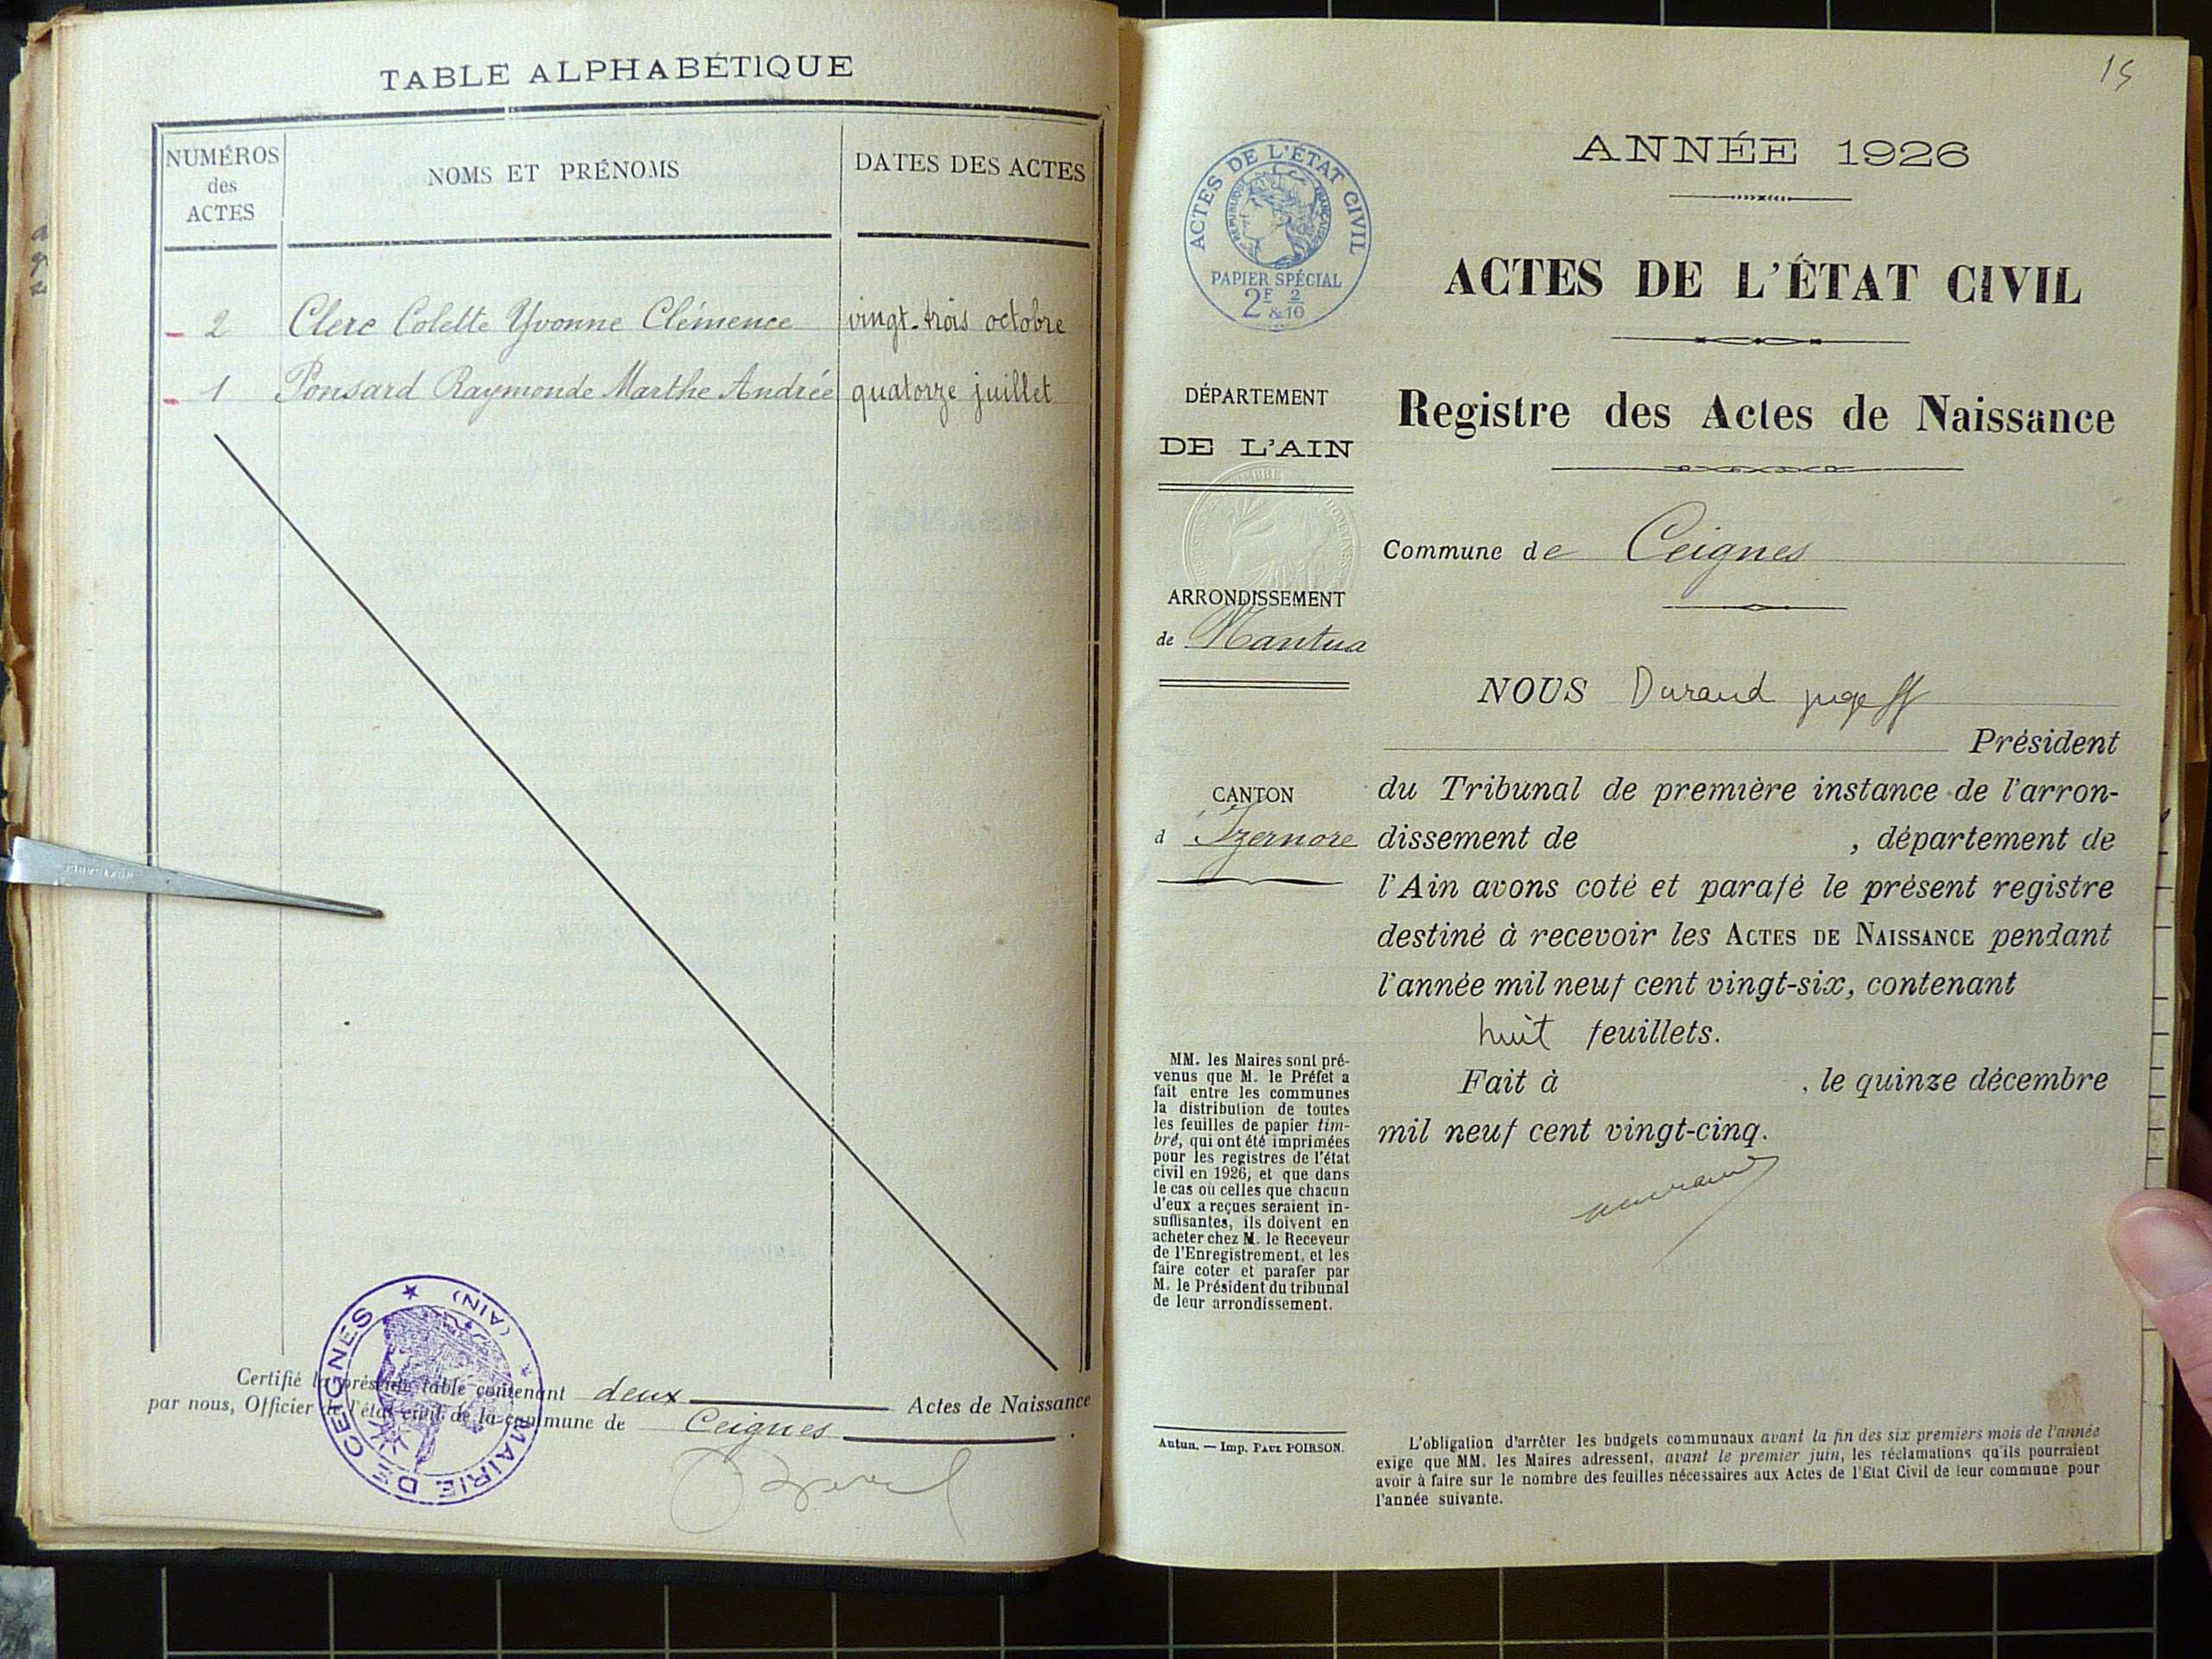 TABLE ALPHABÉTIQUE
NUMÉROS
des
ACTES
NOMS ET PRÉNOMS
DATES DES ACTES
2 Clerc Colette Yvonne Clémence vingt-trois octobre
1 Ponsard Raymonde Marthe Andrée quatorze juillet
Certifié la présente table contenant deux Actes de Naissance
par nous, Officier de l'état civil de la commune de Ceignes.
MAIRIE DE CEIGNES (AIN)
15
ANNÉE 1926
ACTES DE L'ÉTAT CIVIL
RÉPUBLIQUE FRANÇAISE
PAPIER SPÉCIAL
2F 2
&10
ACTES DE L'ÉTAT CIVIL
Registre des Actes de Naissance
DÉPARTEMENT
DE L'AIN
ARRONDISSEMENT
de Nantua
CANTON
d Izernore
MM. les Maires sont pré-
venus que M. le Préfet a
fait entre les communes
la distribution de toutes
les feuilles de papier tim-
bré, qui ont été imprimées
pour les registres de l'état
civil en 1926, et que dans
le cas où celles que chacun
d'eux a reçues seraient in-
suffisantes, ils doivent en
acheter chez M. le Receveur
de l'Enregistrement, et les
faire coter et parafer par
M. le Président du tribunal
de leur arrondissement.
Autun. — Imp. PAUL POIRSON.
Commune de Ceignes
NOUS Durand juge ff
Président
du Tribunal de première instance de l'arron-
dissement de , département de
l'Ain avons coté et parafé le présent registre
destiné à recevoir les ACTES DE NAISSANCE pendant
l'année mil neuf cent vingt-six, contenant
huit feuillets.
Fait à , le quinze décembre
mil neuf cent vingt-cinq.
L'obligation d'arrêter les budgets communaux avant la fin des six premiers mois de l'année
exige que MM. les Maires adressent, avant le premier juin, les réclamations qu'ils pourraient
avoir à faire sur le nombre des feuilles nécessaires aux Actes de l'Etat Civil de leur commune pour
l'année suivante.